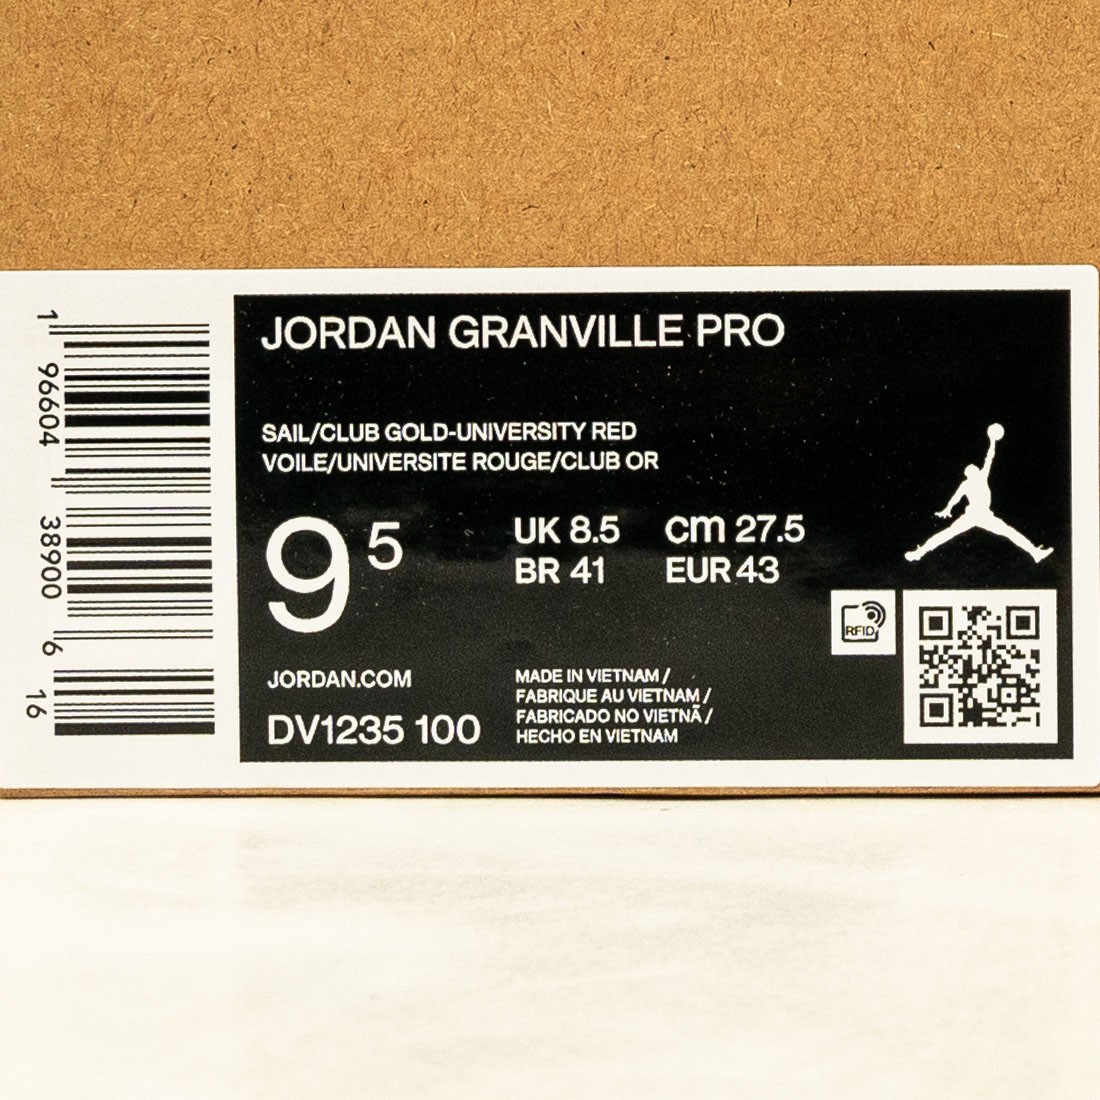 JORDAN GRANVILLE PRO
SAIL/CLUB GOLD-UNIVERSITY RED
VOILE/UNIVERSITE ROUGE/CLUB OR
9 5
UK 8.5 cm 27.5
BR 41 EUR 43
RFID
JORDAN.COM
DV1235 100
MADE IN VIETNAM /
FABRIQUE AU VIETNAM /
FABRICADO NO VIETNÃ /
HECHO EN VIETNAM
1 96604 38900 6 16